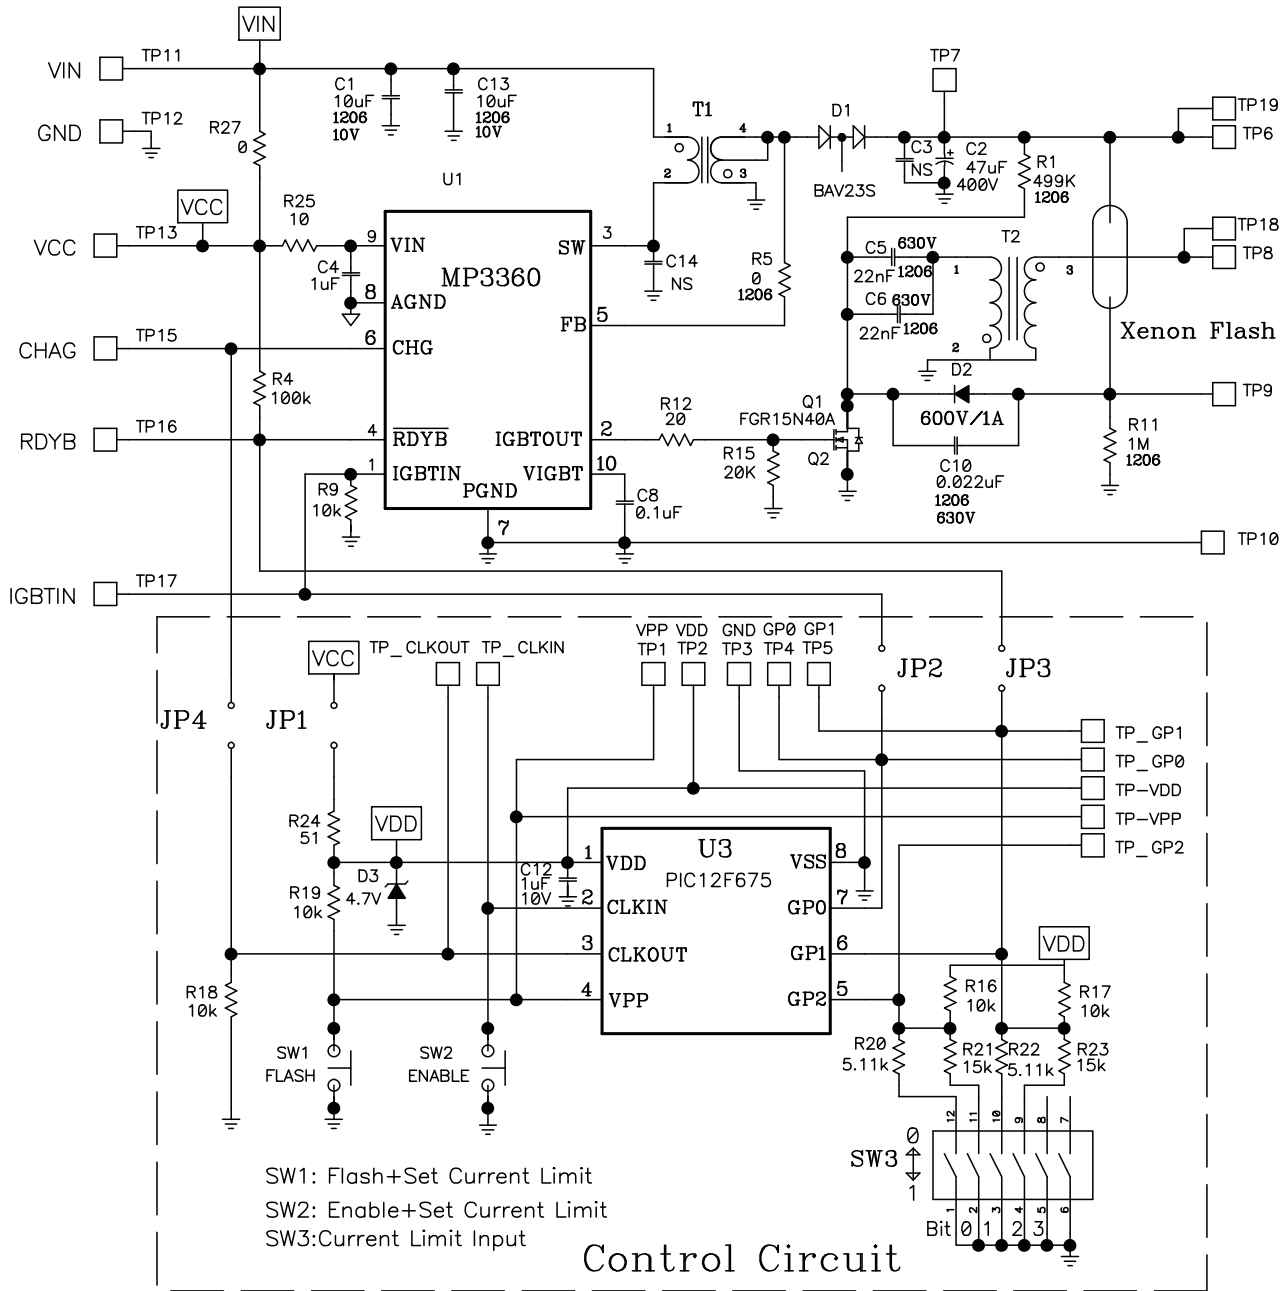 VIN
VIN TP11
GND TP12
R27
0
C1
10uF
1206
10V
C13
10uF
1206
10V
T1
1
2
4
3
D1
BAV23S
TP7
C3
NS
C2
47uF
400V
R1
499K
1206
TP19
TP6
U1
VCC
VCC TP13
R25
10
C4
1uF
9 VIN
8 AGND
6 CHG
4 RDYB
1 IGBTIN
MP3360
SW 3
FB 5
IGBTOUT 2
VIGBT 10
PGND
7
C14
NS
R5
0
1206
C5 630V
22nF 1206
C6 630V
22nF 1206
T2
1
2
3
TP18
TP8
Xenon Flash
CHAG TP15
R4
100k
RDYB TP16
R9
10k
R12
20
R15
20K
Q1
FGR15N40A
Q2
D2
600V/1A
C10
0.022uF
1206
630V
R11
1M
1206
TP9
C8
0.1uF
TP10
IGBTIN TP17
VCC
TP_CLKOUT TP_CLKIN
VPP VDD GND GP0 GP1
TP1 TP2 TP3 TP4 TP5
JP2 JP3
JP4 JP1
TP_GP1
TP_GP0
TP-VDD
TP-VPP
TP_GP2
R24
51
VDD
D3
4.7V
R19
10k
C12
1uF
10V
U3
PIC12F675
1 VDD
2 CLKIN
3 CLKOUT
4 VPP
VSS 8
GP0 7
GP1 6
GP2 5
R18
10k
VDD
R16
10k
R17
10k
R20
5.11k
R21
15k
R22
5.11k
R23
15k
SW1
FLASH
SW2
ENABLE
12 11 10 9 8 7
SW3
0
1
1 2 3 4 5 6
Bit 0 1 2 3
SW1: Flash+Set Current Limit
SW2: Enable+Set Current Limit
SW3:Current Limit Input
Control Circuit